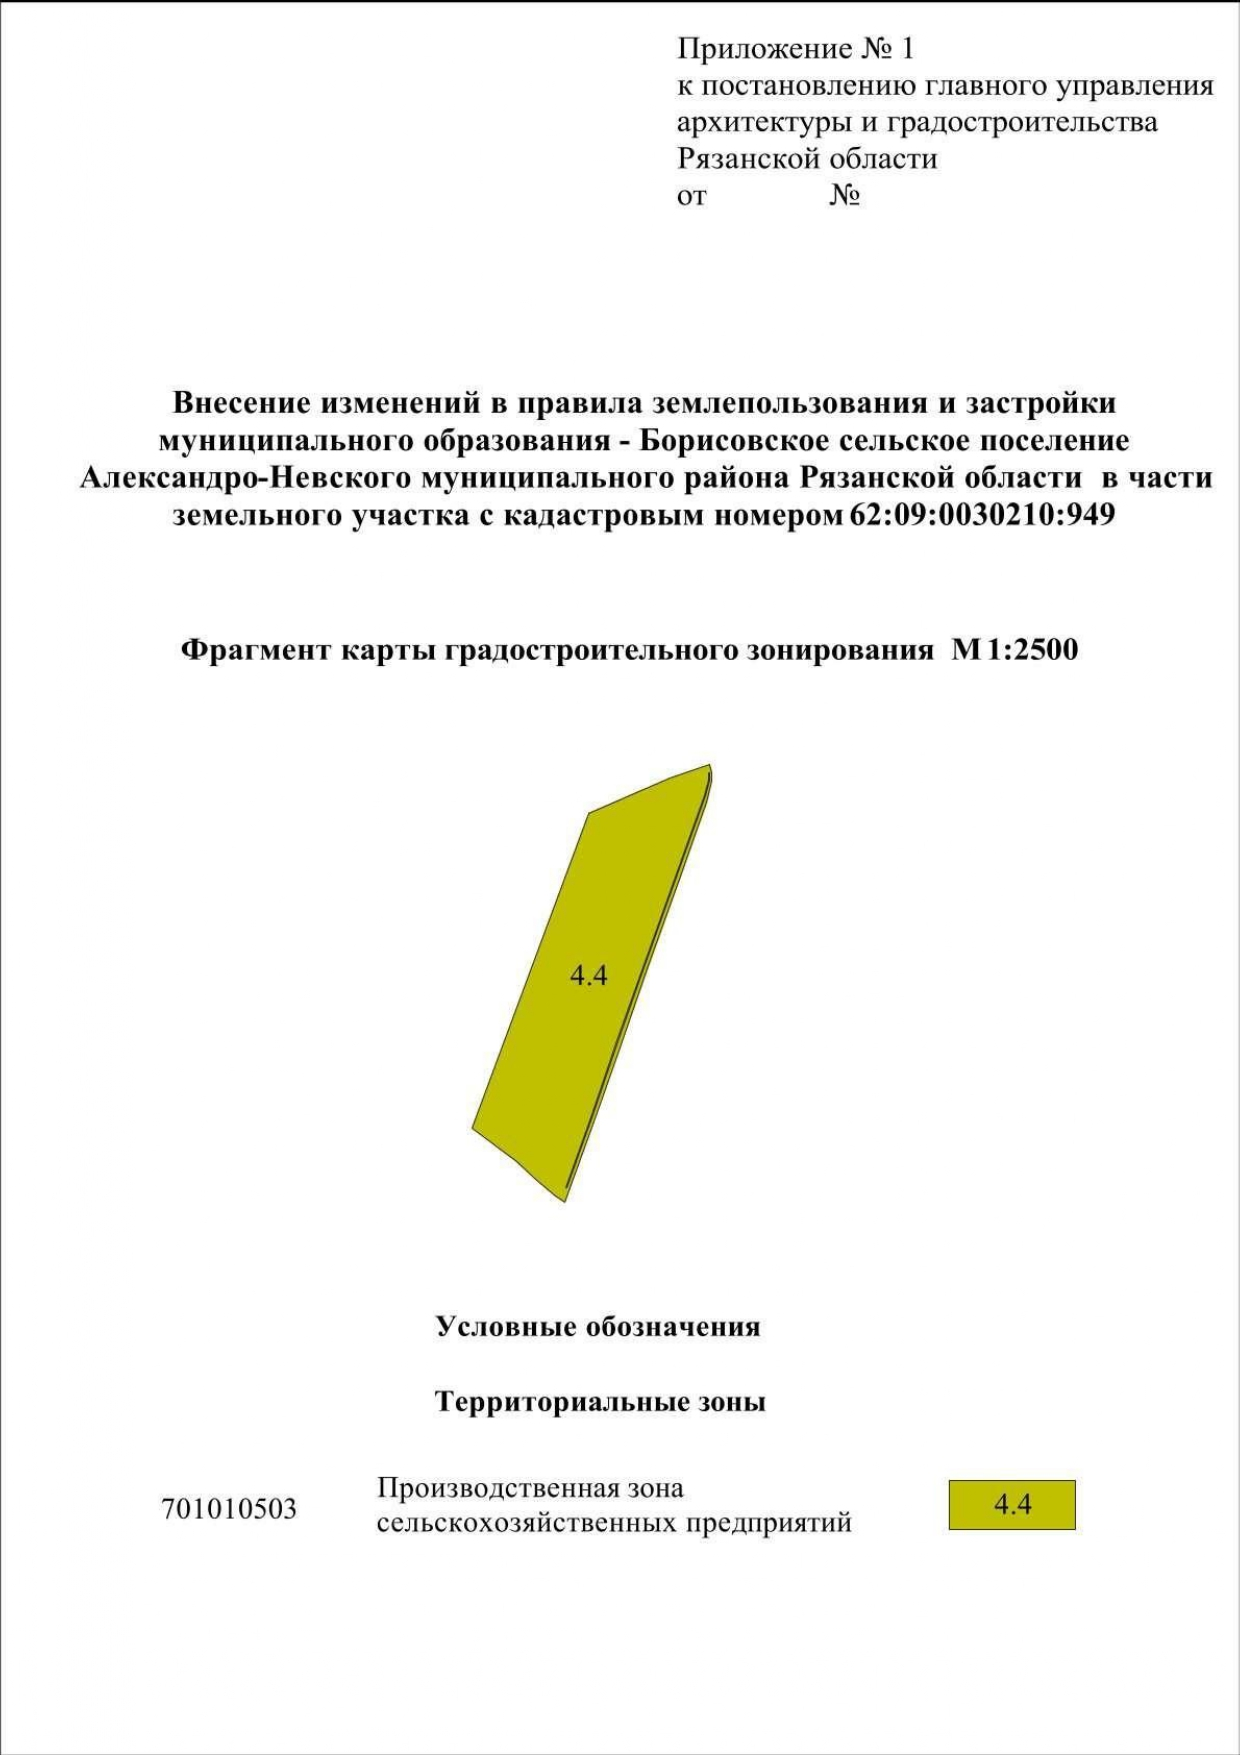 Приложение № 1
к постановлению главного управления
архитектуры и градостроительства
Рязанской области
от №
Внесение изменений в правила землепользования и застройки
муниципального образования - Борисовское сельское поселение
Александро-Невского муниципального района Рязанской области в части
земельного участка с кадастровым номером 62:09:0030210:949
Фрагмент карты градостроительного зонирования М 1:2500
4.4
Условные обозначения
Территориальные зоны
701010503
Производственная зона
сельскохозяйственных предприятий
4.4